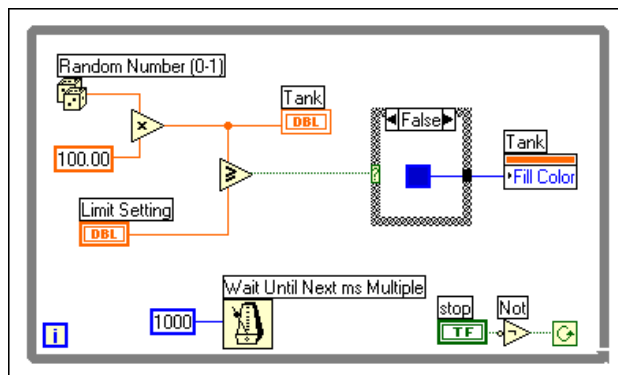 Random Number (0-1)
Tank
DBL
100.00
Limit Setting
DBL
False
?
Tank
Fill Color
Wait Until Next ms Multiple
1000
stop
TF
Not
i